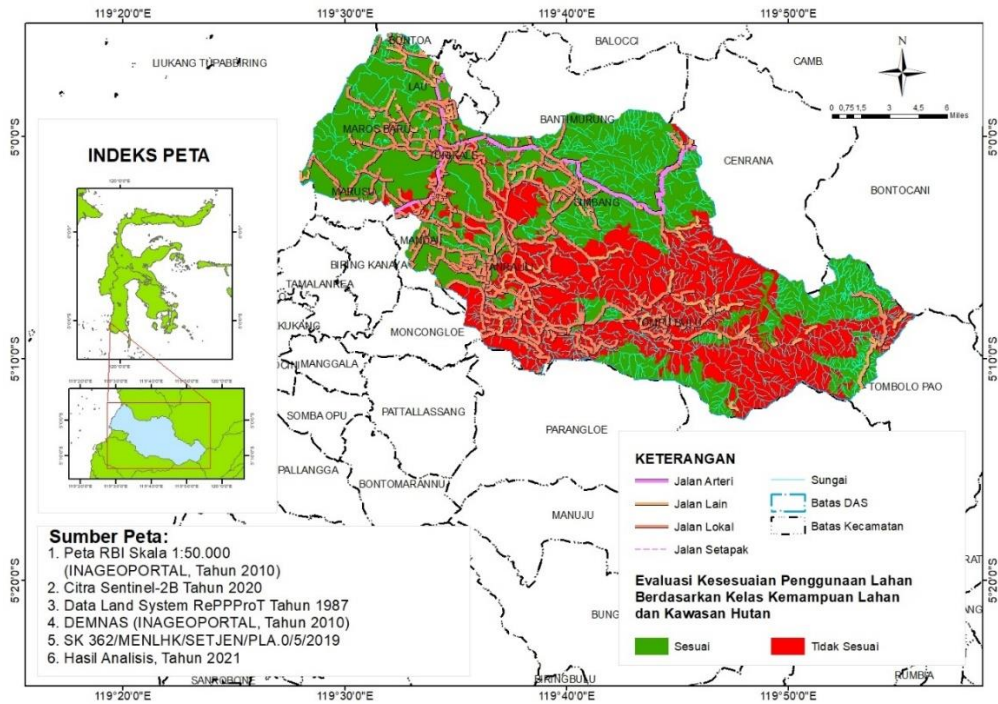 119°20'0"E 119°30'0"E 119°40'0"E 119°50'0"E
BONTOA
BALOCCI
LIUKANG TUPABBIRING
CAMB
N
LAU
0 0,75 1,5 3 4,5 6
Miles
BANTIMURUNG
MAROS BARU
5°0'0"S
5°0'0"S
INDEKS PETA
TURIKALE
CENRANA
BONTOCANI
MARUSU
SIMBANG
MANDAI
BIRING KANAYA
TANRALILI
TAMALANREA
MONCONGLOE
TOMPU BULU
5°10'0"S
5°10'0"S
MANGGALA
TOMBOLO PAO
SOMBA OPU
PATTALLASSANG
PARANGLOE
PALLANGGA
BONTOMARANNU
MANUJU
KETERANGAN
Jalan Arteri
Sungai
Jalan Lain
Batas DAS
Jalan Lokal
Batas Kecamatan
Jalan Setapak
Evaluasi Kesesuaian Penggunaan Lahan
Berdasarkan Kelas Kemampuan Lahan
dan Kawasan Hutan
Sesuai
Tidak Sesuai
Sumber Peta:
1. Peta RBI Skala 1:50.000
(INAGEOPORTAL, Tahun 2010)
2. Citra Sentinel-2B Tahun 2020
3. Data Land System RePPProT Tahun 1987
4. DEMNAS (INAGEOPORTAL, Tahun 2010)
5. SK 362/MENLHK/SETJEN/PLA.0/5/2019
6. Hasil Analisis, Tahun 2021
5°20'0"S
5°20'0"S
BUNG
SANROBONE
BIRINGBULU
RUMBIA
119°20'0"E 119°30'0"E 119°40'0"E 119°50'0"E